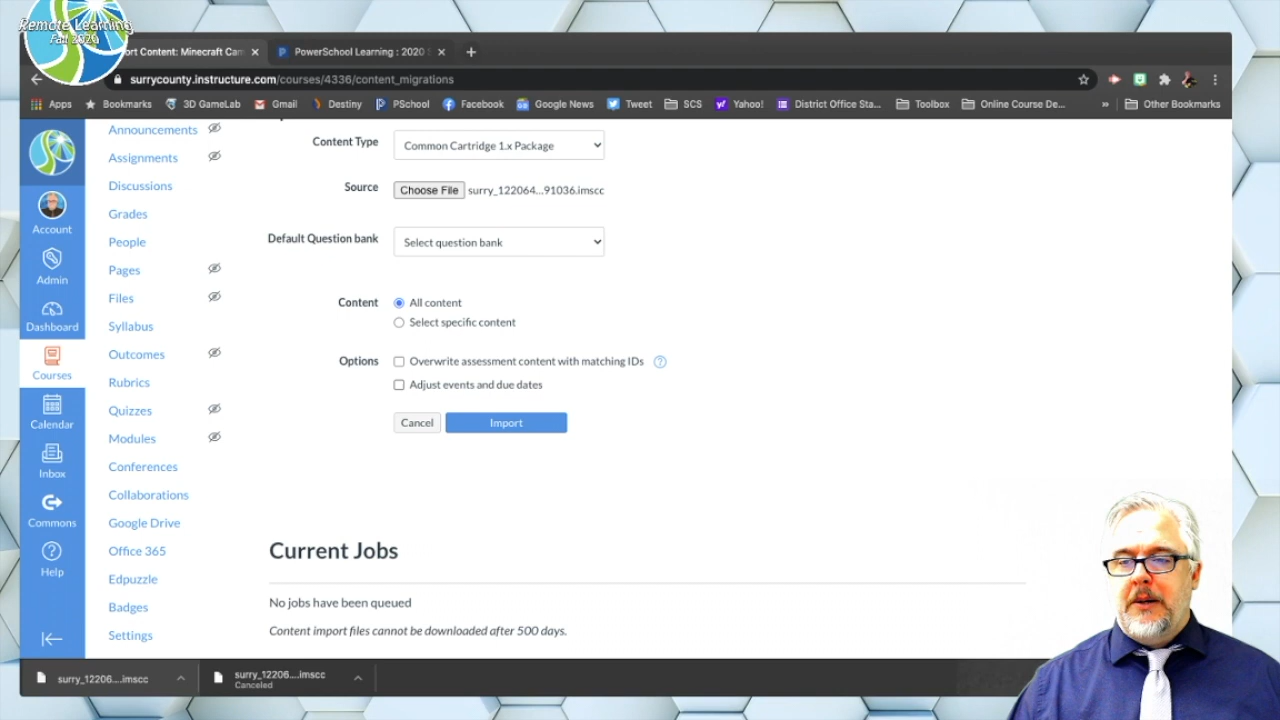 Remote Learning
Fall 2020
ort Content: Minecraft Cam
PowerSchool Learning : 2020
surrycounty.instructure.com/courses/4336/content_migrations
Apps
Bookmarks
3D GameLab
Gmail
Destiny
PSchool
Facebook
Google News
Tweet
SCS
Yahoo!
District Office Sta...
Toolbox
Online Course De...
»
Other Bookmarks
Account
Admin
Dashboard
Courses
Calendar
Inbox
Commons
Help
Announcements
Assignments
Discussions
Grades
People
Pages
Files
Syllabus
Outcomes
Rubrics
Quizzes
Modules
Conferences
Collaborations
Google Drive
Office 365
Edpuzzle
Badges
Settings
Content Type Common Cartridge 1.x Package
Source Choose File surry_122064...91036.imscc
Default Question bank Select question bank
Content All content
Select specific content
Options Overwrite assessment content with matching IDs ?
Adjust events and due dates
Cancel Import
Current Jobs
No jobs have been queued
Content import files cannot be downloaded after 500 days.
surry_12206....imscc
surry_12206....imscc
Canceled